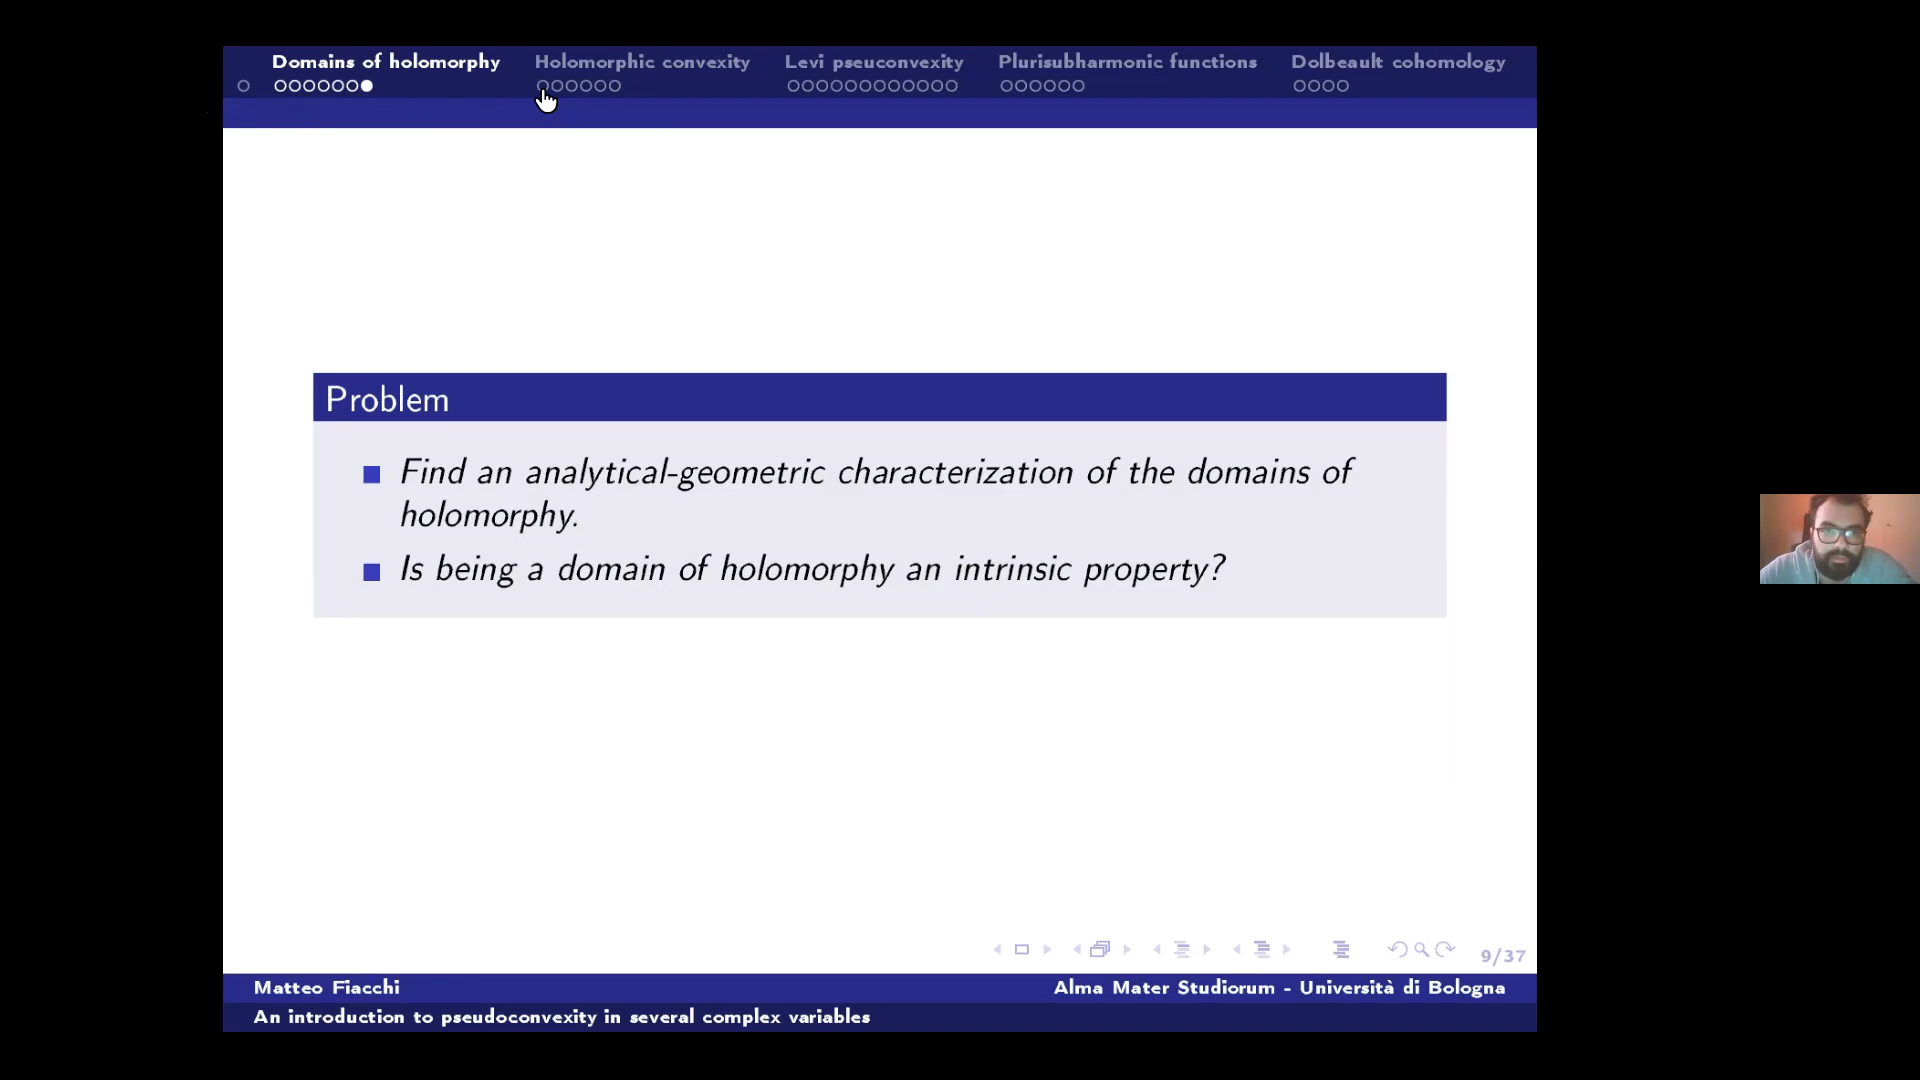 Domains of holomorphy Holomorphic convexity Levi pseuconvexity Plurisubharmonic functions Dolbeault cohomology
Problem
Find an analytical-geometric characterization of the domains of
holomorphy.
Is being a domain of holomorphy an intrinsic property?
9/37
Matteo Fiacchi Alma Mater Studiorum - Università di Bologna
An introduction to pseudoconvexity in several complex variables